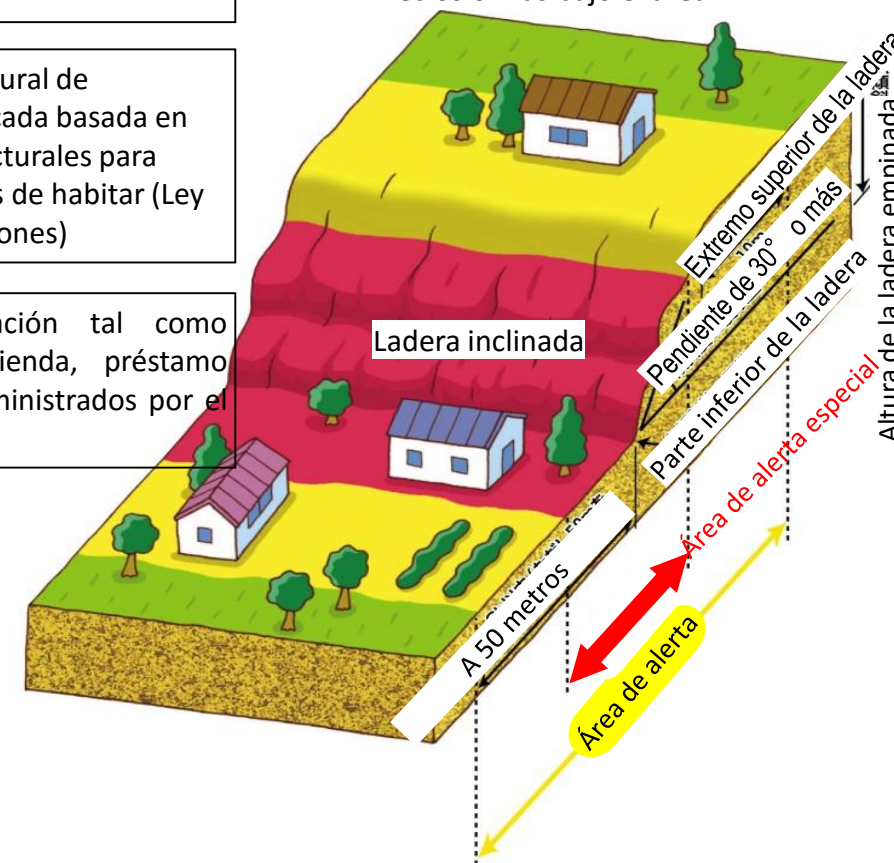 ural de
cada basada en
cturales para
s de habitar (Ley
ones)
ación tal como
ienda, préstamo
ministrados por el
Ladera inclinada
Extremo superior de la ladera
Pendiente de 30° o más
Parte inferior de la ladera
Altura de la ladera empinada
A 50 metros
Área de alerta especial
Área de alerta